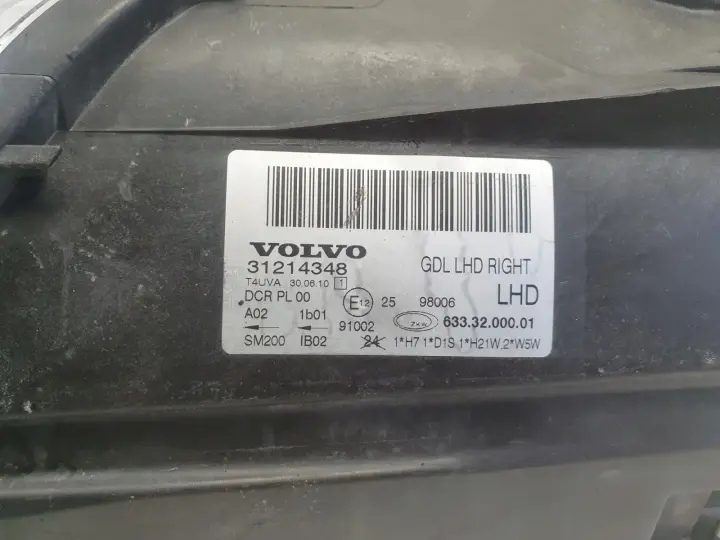 VOLVO
31214348
GDL LHD RIGHT
T4UVA 30.06.10 1
LHD
DCR PL 00 E12 25 98006
A02 1b01 91002 ZKW 633.32.000.01
SM200 IB02 24 1*H7 1*D1S 1*H21W 2*W5W